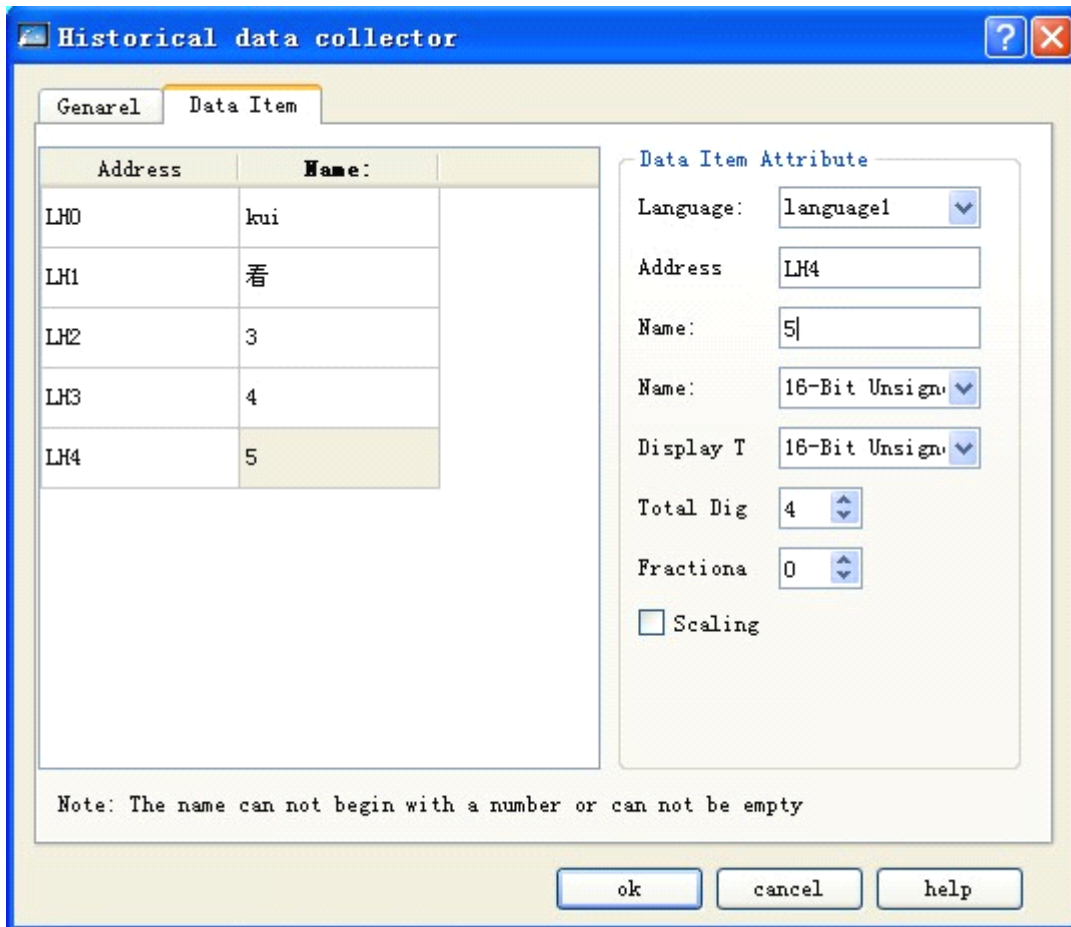 Historical data collector
Genarel Data Item
Address Name:
LH0 kui
LH1 看
LH2 3
LH3 4
LH4 5
Data Item Attribute
Language: language1
Address LH4
Name: 5
Name: 16-Bit Unsign
Display T 16-Bit Unsign
Total Dig 4
Fractiona 0
Scaling
Note: The name can not begin with a number or can not be empty
ok cancel help